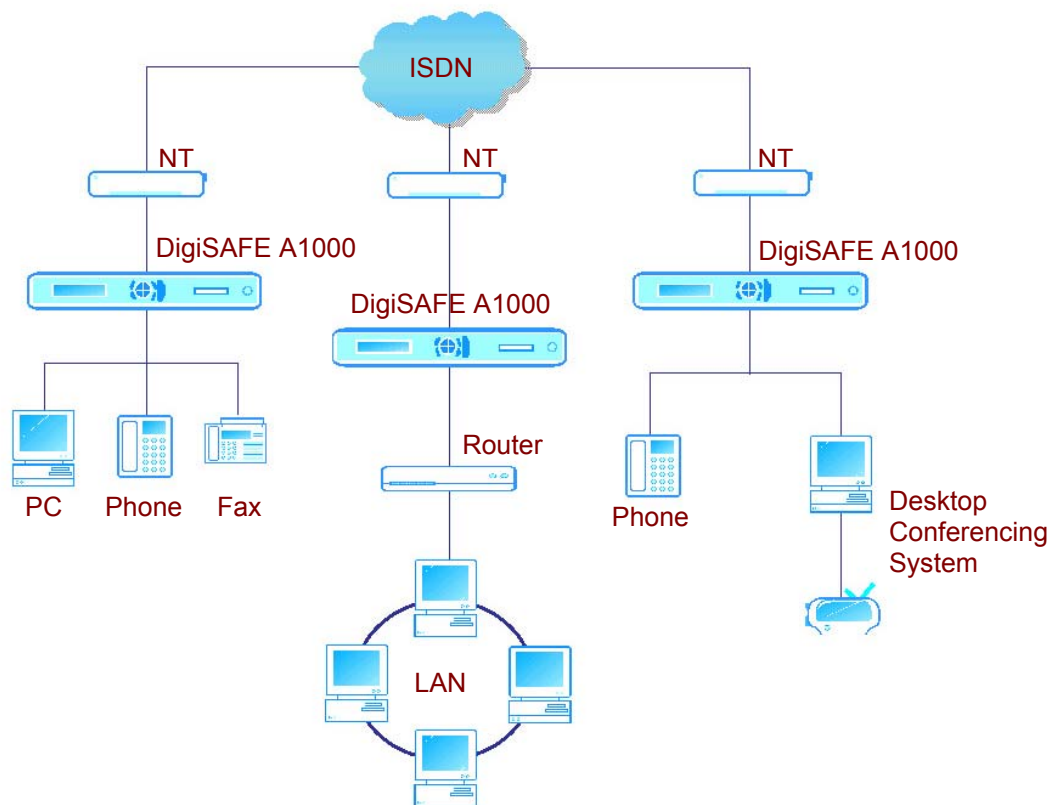 ISDN
NT
NT
NT
DigiSAFE A1000
DigiSAFE A1000
DigiSAFE A1000
PC
Phone
Fax
Router
Phone
Desktop
Conferencing
System
LAN